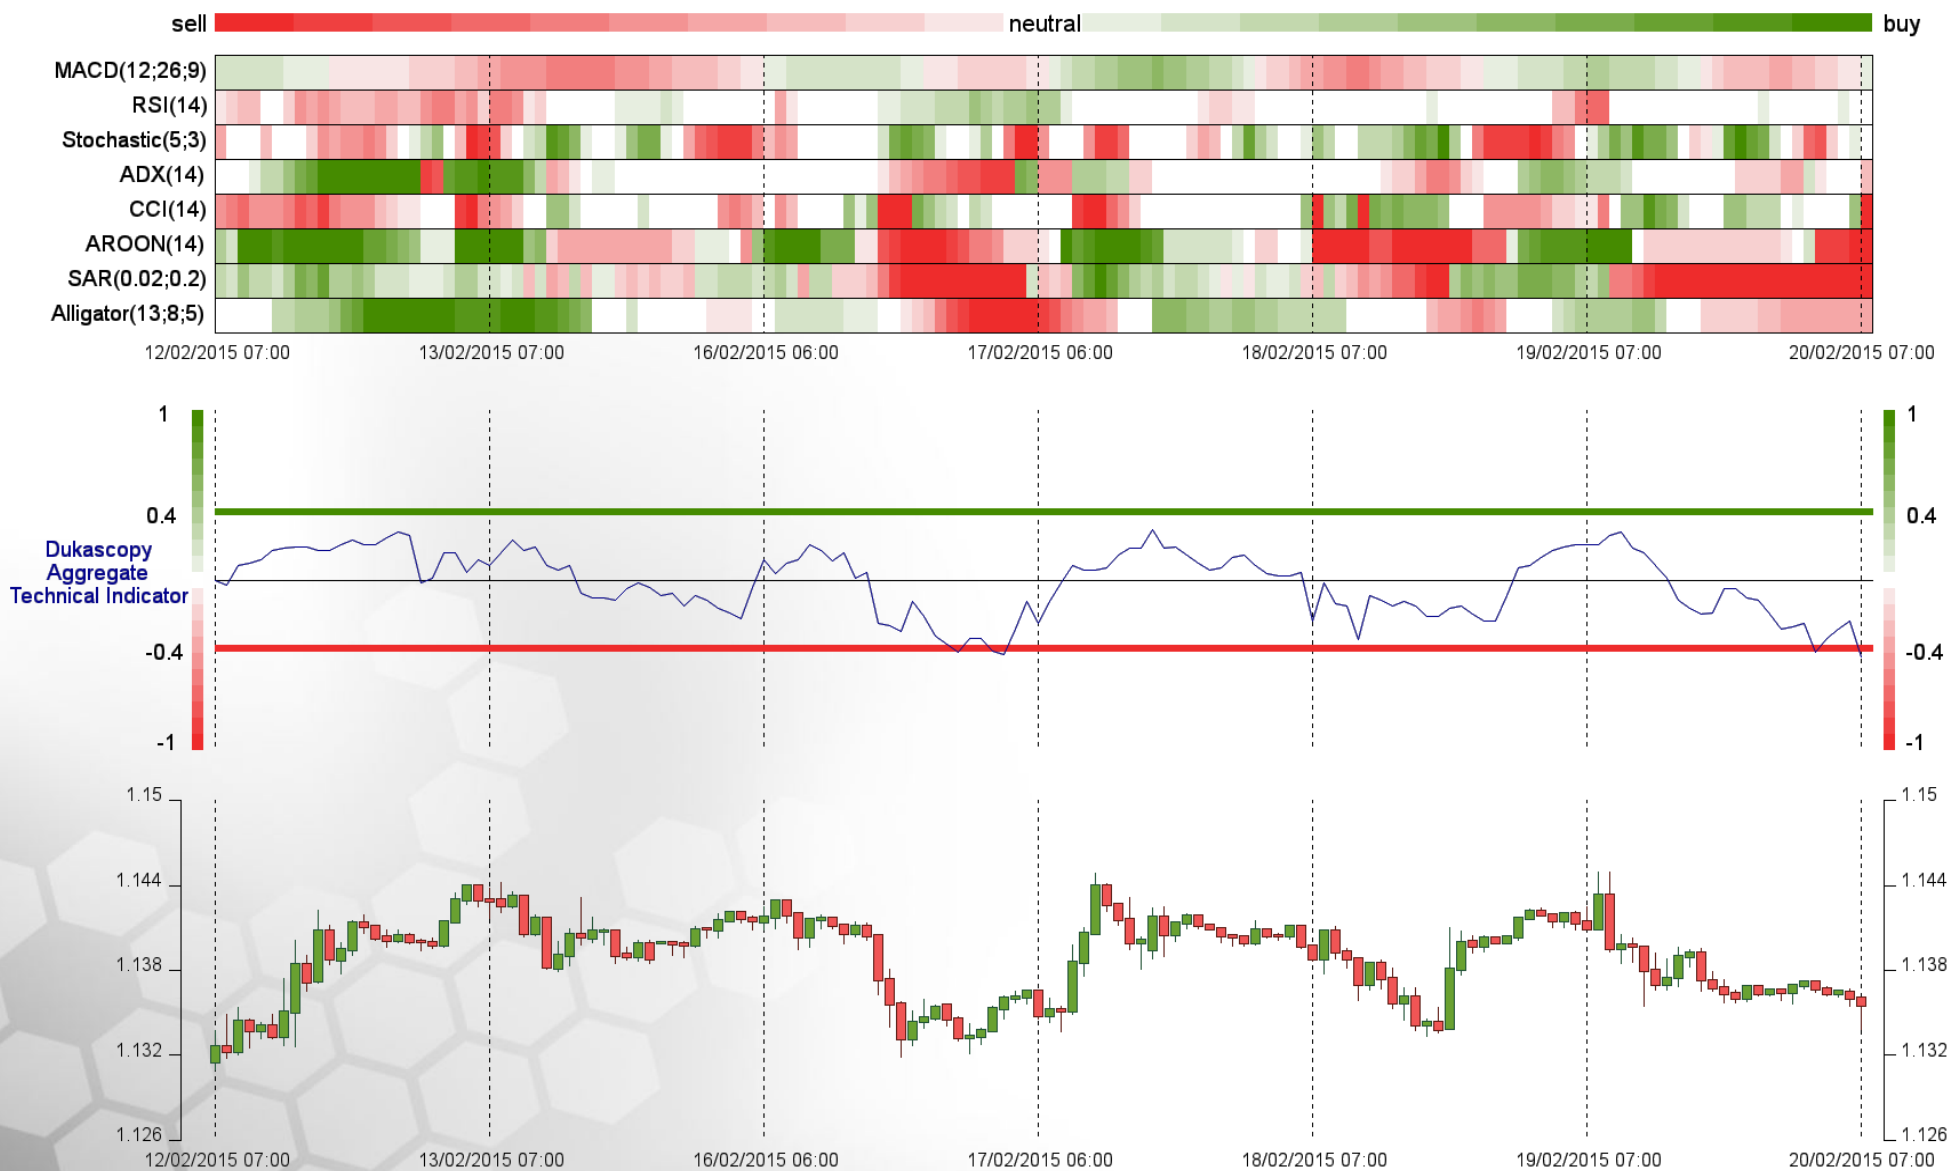 sell neutral buy
MACD(12;26;9)
RSI(14)
Stochastic(5;3)
ADX(14)
CCI(14)
AROON(14)
SAR(0.02;0.2)
Alligator(13;8;5)
12/02/2015 07:00 13/02/2015 07:00 16/02/2015 06:00 17/02/2015 06:00 18/02/2015 07:00 19/02/2015 07:00 20/02/2015 07:00
1 1
0.4 0.4
Dukascopy
Aggregate
Technical Indicator
-0.4 -0.4
-1 -1
1.15 1.15
1.144 1.144
1.138 1.138
1.132 1.132
1.126 1.126
12/02/2015 07:00 13/02/2015 07:00 16/02/2015 06:00 17/02/2015 06:00 18/02/2015 07:00 19/02/2015 07:00 20/02/2015 07:00